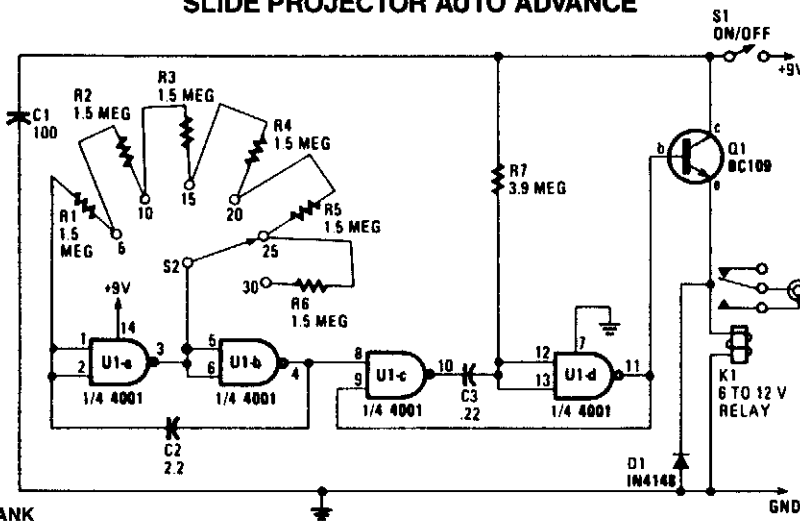 SLIDE PROJECTOR AUTO ADVANCE
S1
ON/OFF
+9V
C1
100
R2
1.5 MEG
R3
1.5 MEG
R4
1.5 MEG
R1
1.5
MEG
5
10
15
20
R5
1.5 MEG
25
S2
30
R6
1.5 MEG
R7
3.9 MEG
b
c
e
Q1
BC109
+9V
14
1
2
3
U1-a
1/4 4001
5
6
4
U1-b
1/4 4001
C2
2.2
8
9
10
U1-c
1/4 4001
C3
.22
7
12
13
11
U1-d
1/4 4001
K1
6 TO 12 V
RELAY
D1
IN4148
GND
ANK